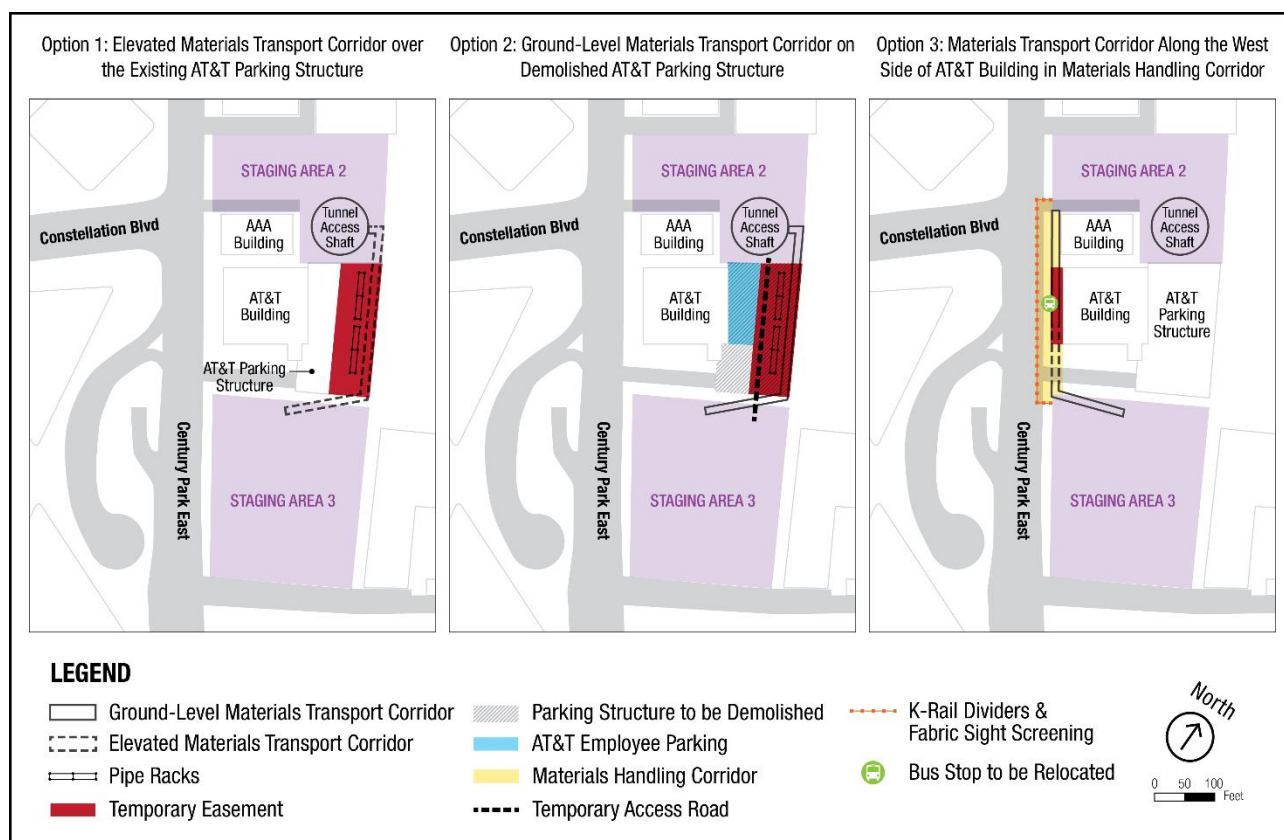 Option 1: Elevated Materials Transport Corridor over
the Existing AT&T Parking Structure
Option 2: Ground-Level Materials Transport Corridor on
Demolished AT&T Parking Structure
Option 3: Materials Transport Corridor Along the West
Side of AT&T Building in Materials Handling Corridor
STAGING AREA 2
Tunnel
Access
Shaft
AAA
Building
Constellation Blvd
AT&T
Building
AT&T Parking
Structure
Century Park East
STAGING AREA 3
STAGING AREA 2
Tunnel
Access
Shaft
AAA
Building
Constellation Blvd
AT&T
Building
Century Park East
STAGING AREA 3
STAGING AREA 2
Tunnel
Access
Shaft
AAA
Building
Constellation Blvd
AT&T
Building
AT&T
Parking
Structure
Century Park East
STAGING AREA 3
LEGEND
Ground-Level Materials Transport Corridor
Elevated Materials Transport Corridor
Pipe Racks
Temporary Easement
Parking Structure to be Demolished
AT&T Employee Parking
Materials Handling Corridor
Temporary Access Road
K-Rail Dividers &
Fabric Sight Screening
Bus Stop to be Relocated
North
0 50 100
Feet